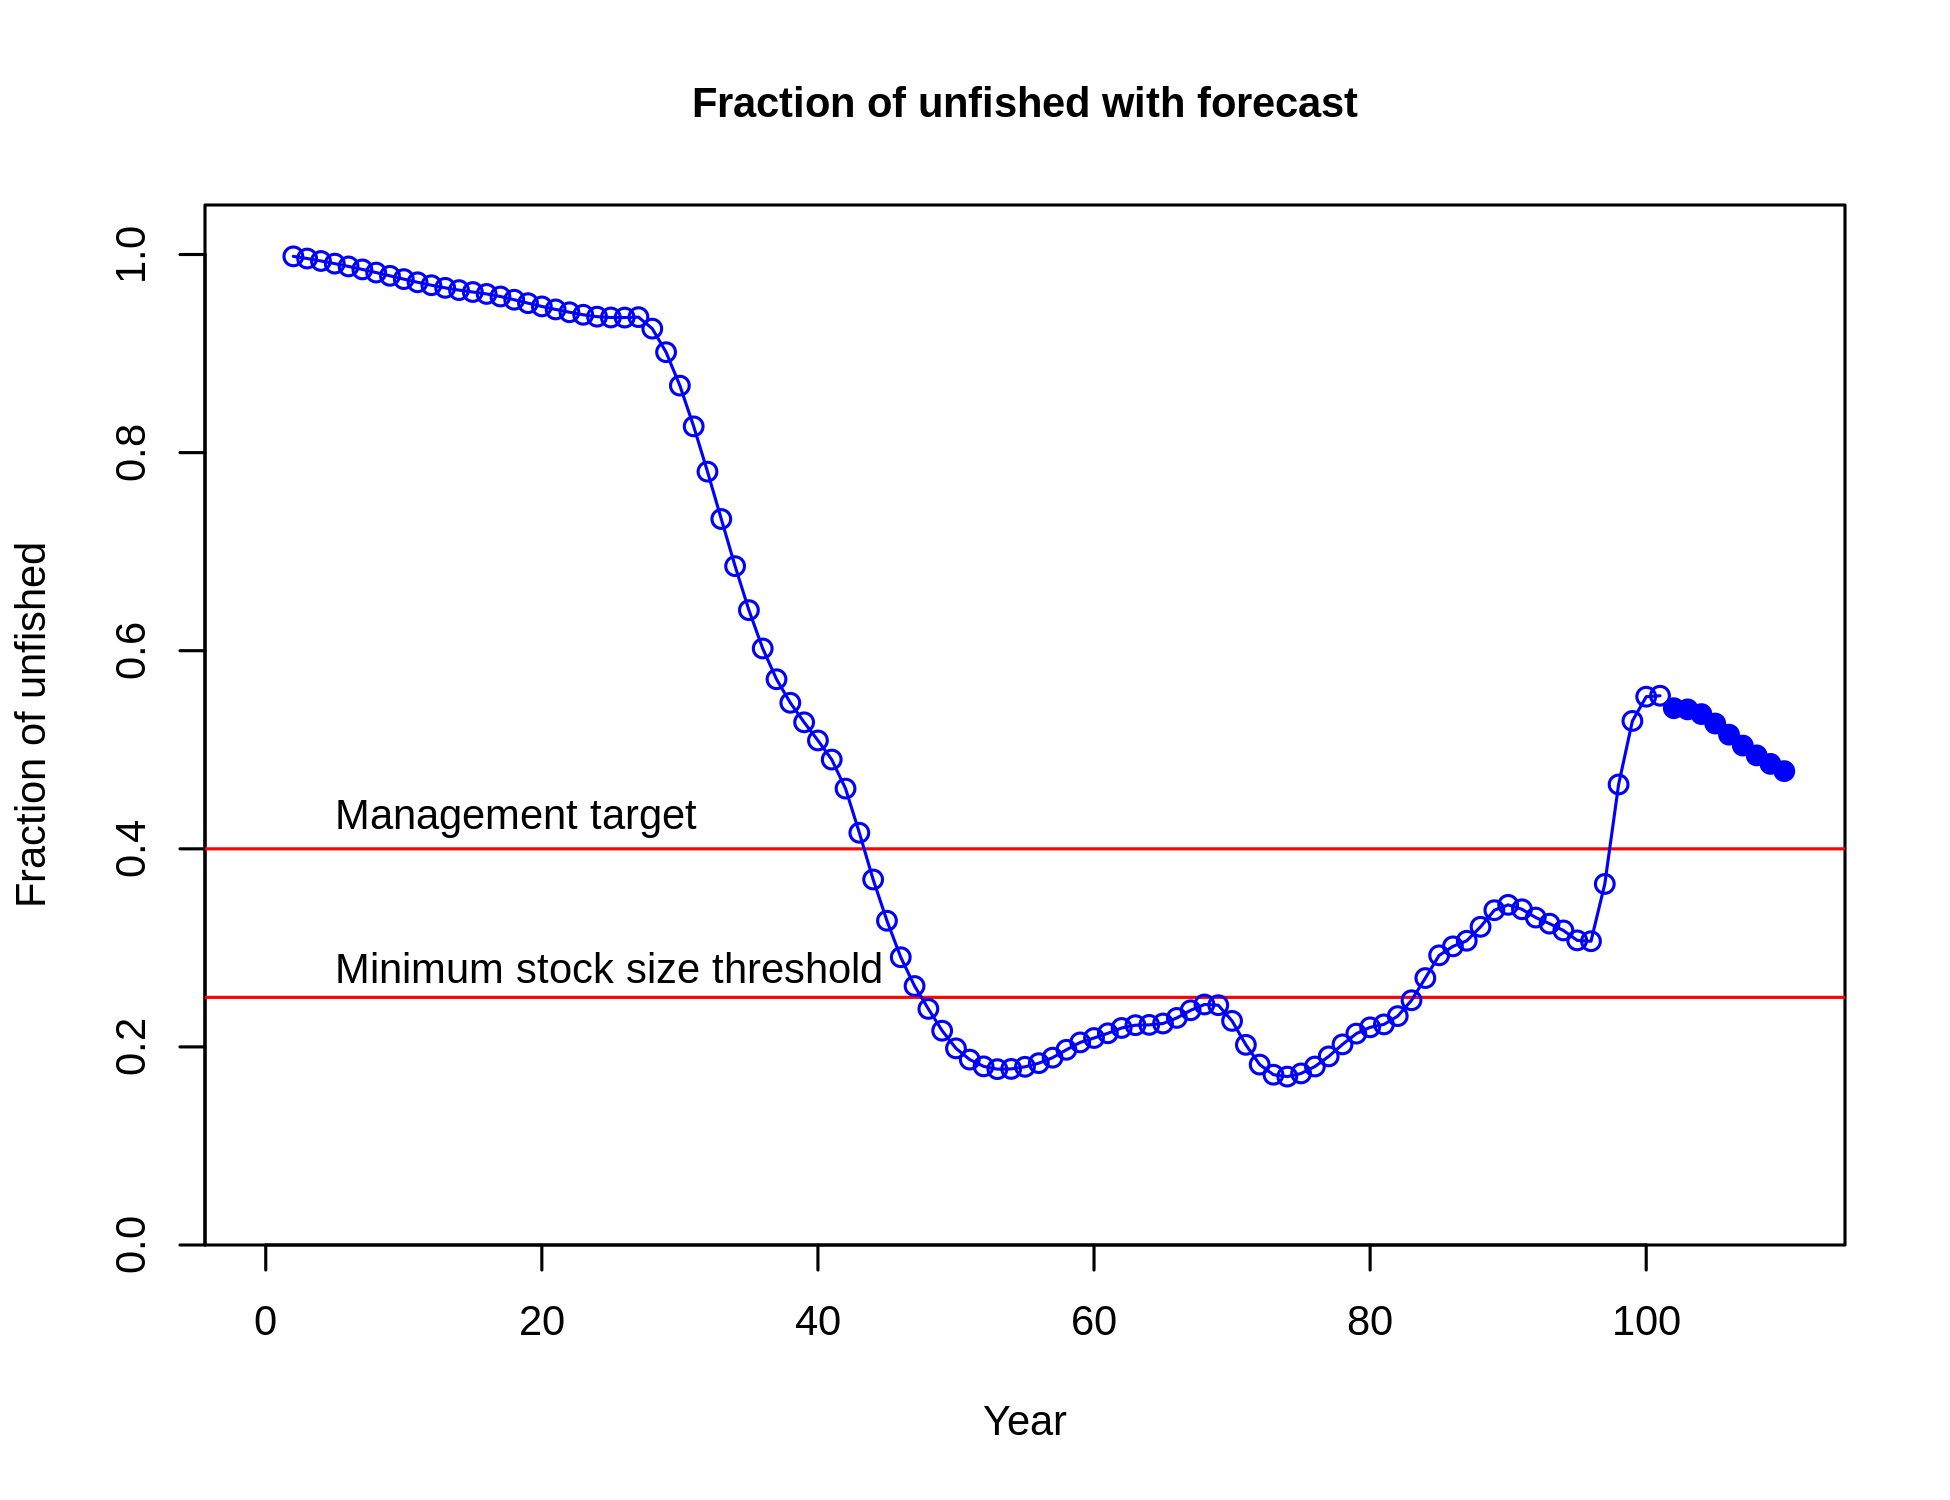 Fraction of unfished with forecast
Fraction of unfished
1.0
0.8
0.6
0.4
0.2
0.0
Management target
Minimum stock size threshold
0 20 40 60 80 100
Year